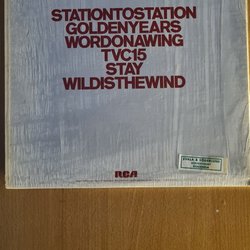 STATIONTOSTATION
GOLDENYEARS
WORDONAWING
TVC15
STAY
WILDISTHEWIND
RCA